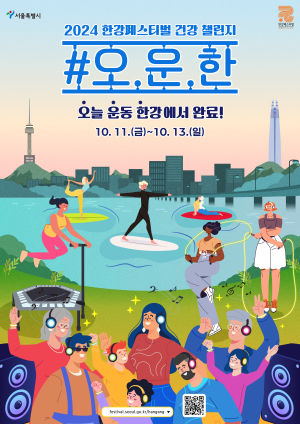 서울특별시
2024 한강페스티벌 건강 챌린지
#오.운.한
오늘 운동 한강에서 완료!
10. 11.(금)~10. 13.(일)
festival.seoul.go.kr/hangang